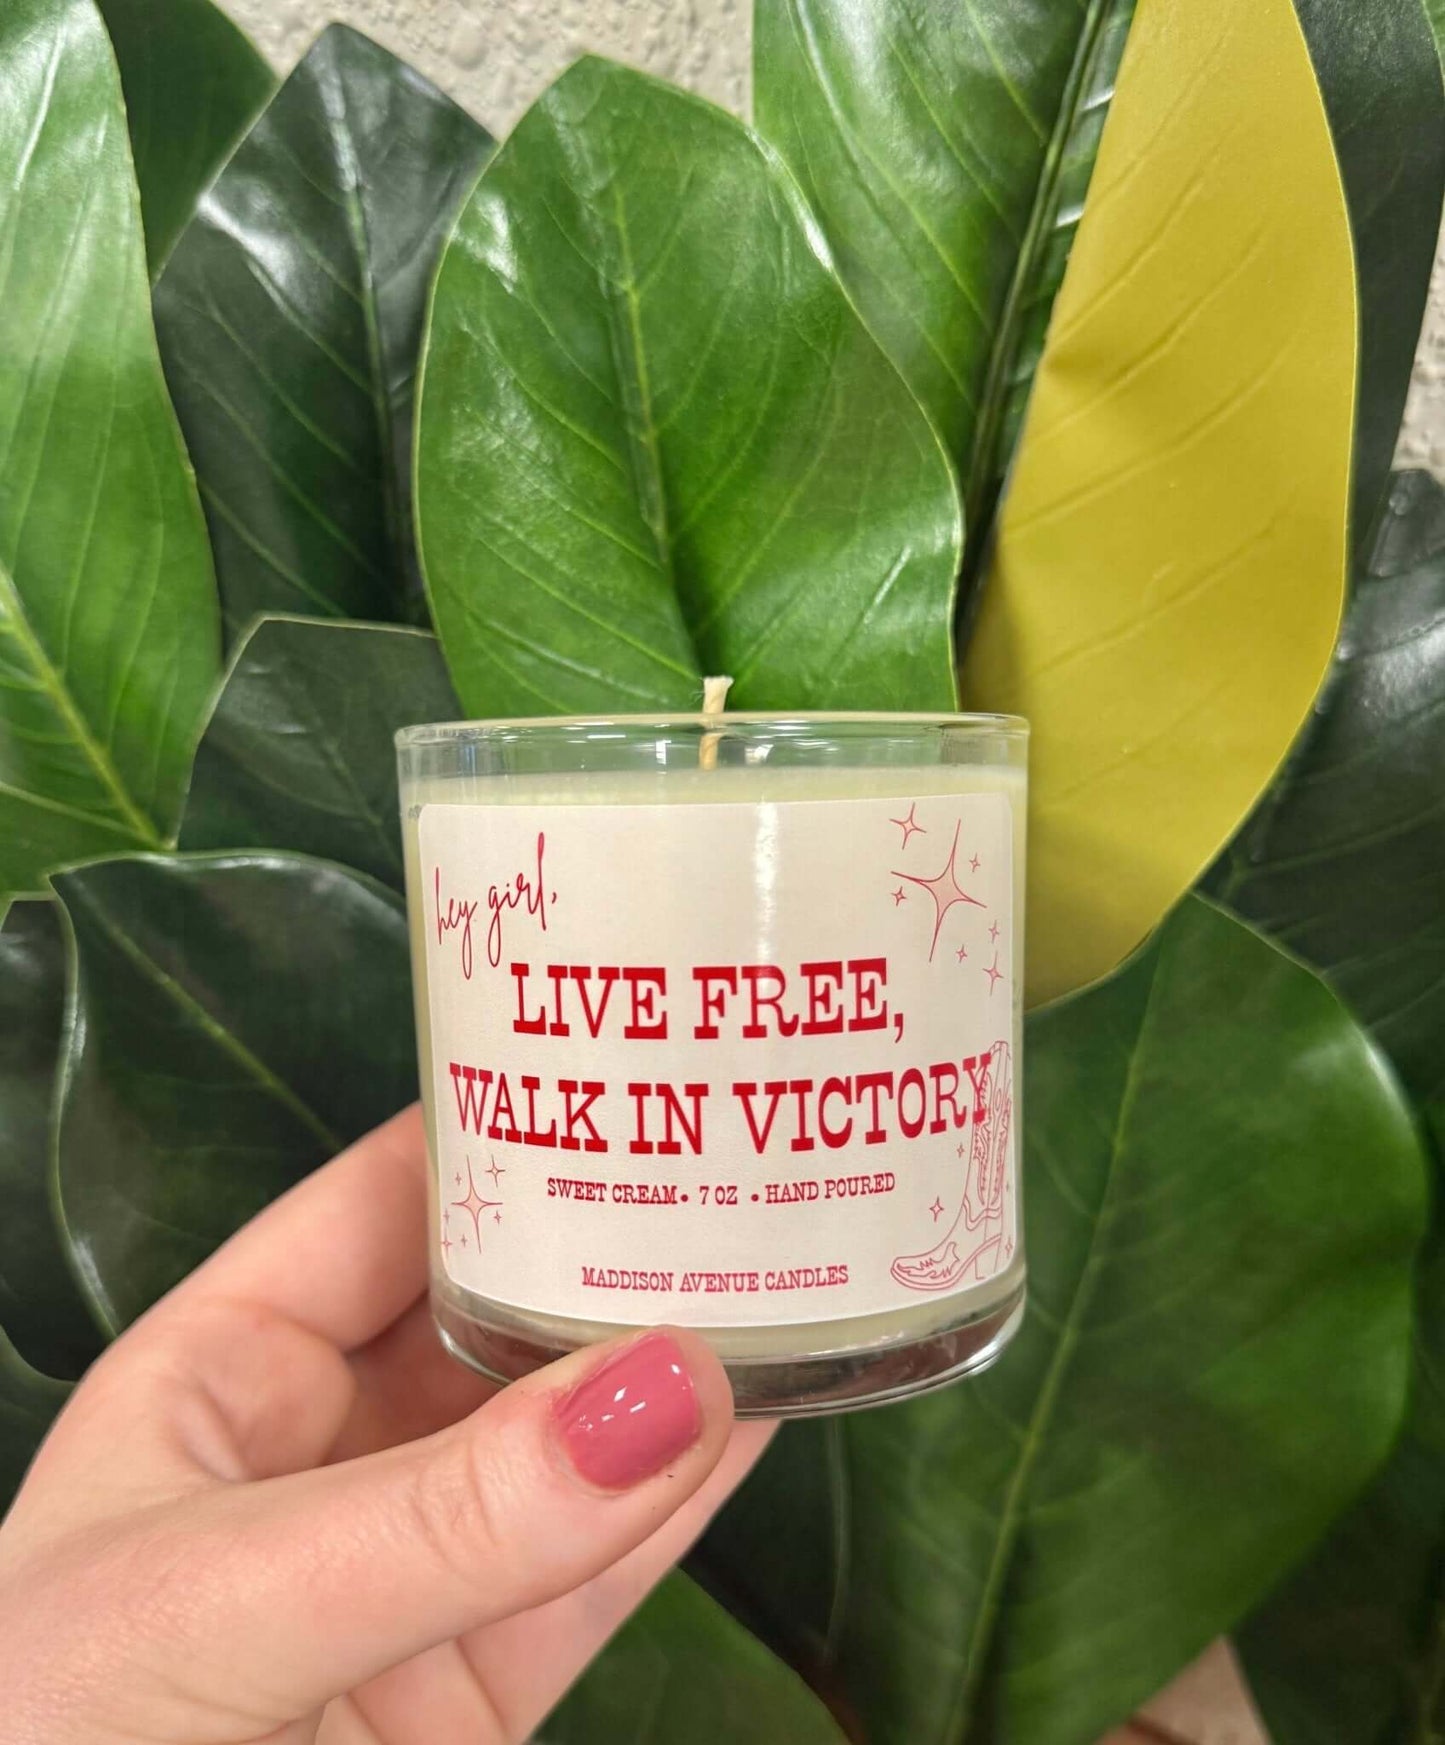 hey girl,
LIVE FREE,
WALK IN VICTORY
SWEET CREAM • 7 OZ • HAND POURED
MADDISON AVENUE CANDLES